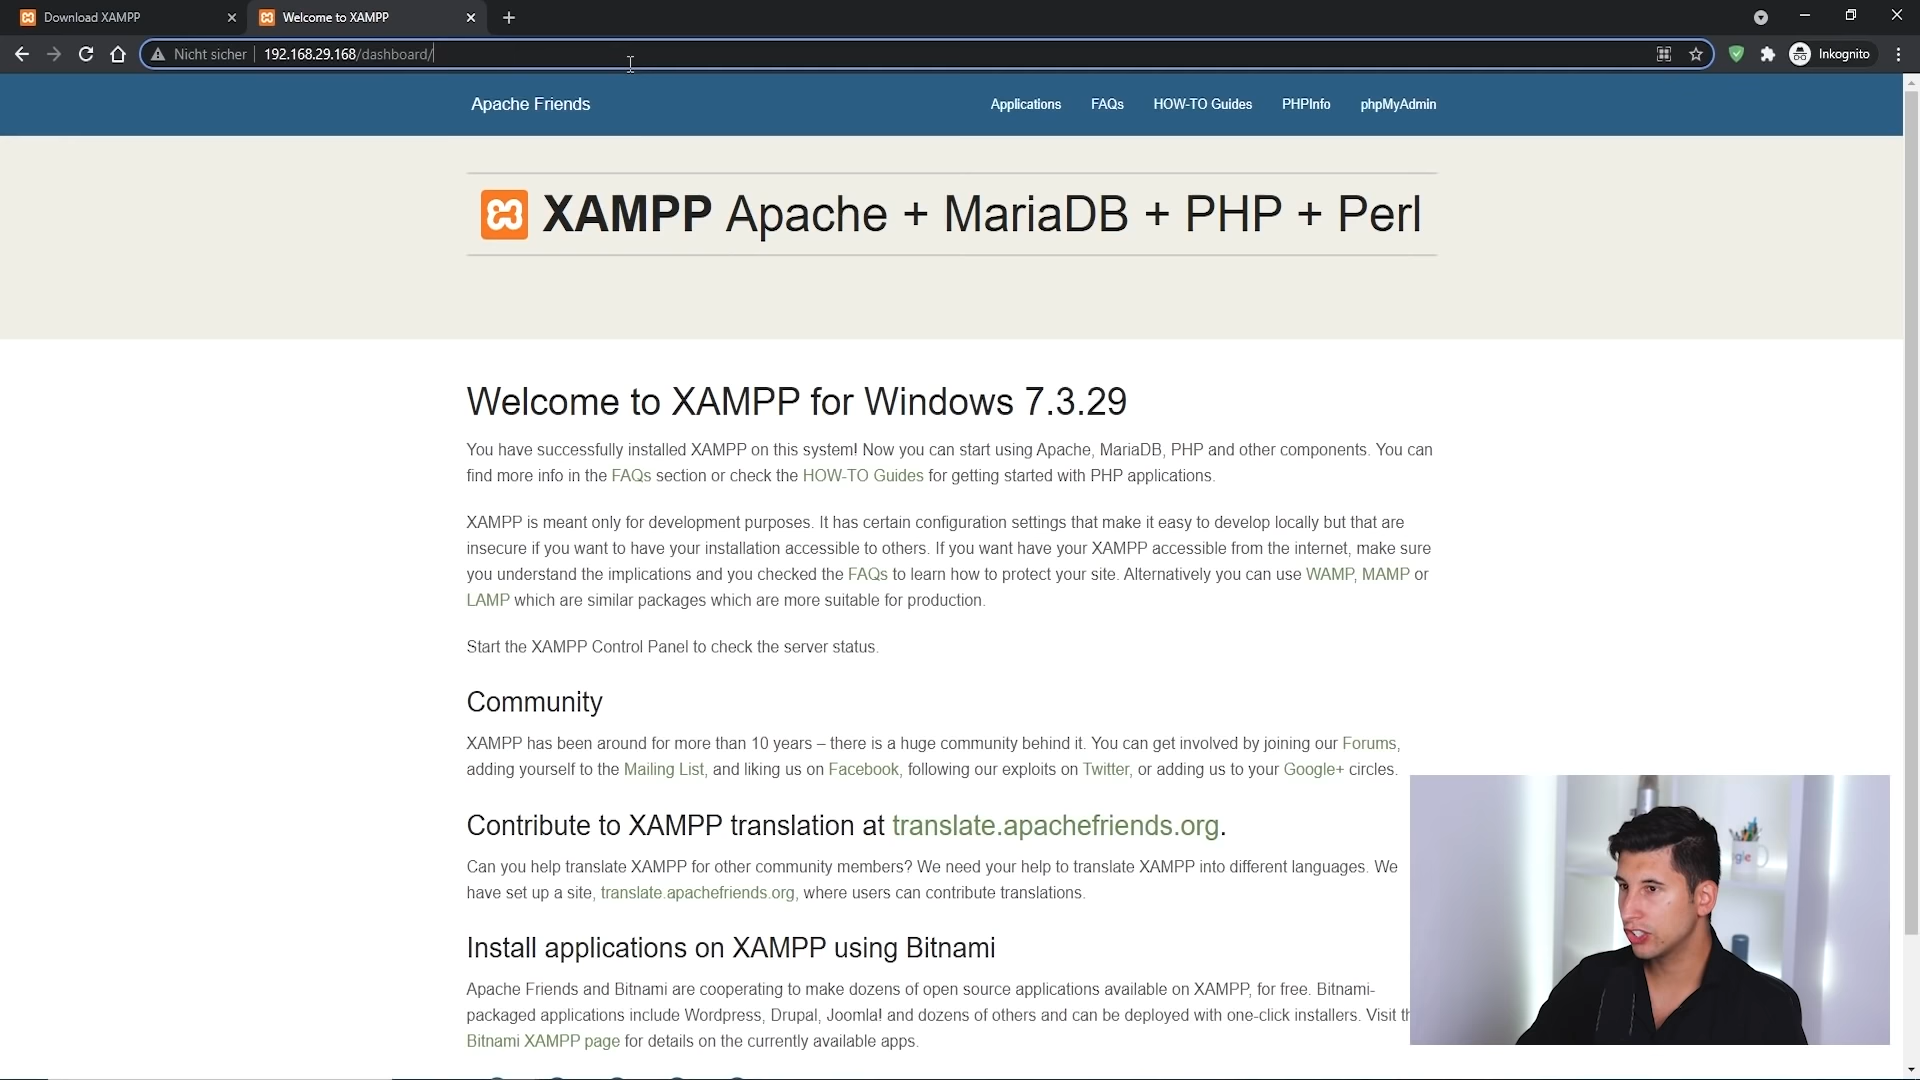 Download XAMPP
Welcome to XAMPP
Nicht sicher
192.168.29.168/dashboard/
Inkognito
Apache Friends
Applications
FAQs
HOW-TO Guides
PHPInfo
phpMyAdmin
XAMPP Apache + MariaDB + PHP + Perl
Welcome to XAMPP for Windows 7.3.29
You have successfully installed XAMPP on this system! Now you can start using Apache, MariaDB, PHP and other components. You can
find more info in the FAQs section or check the HOW-TO Guides for getting started with PHP applications.
XAMPP is meant only for development purposes. It has certain configuration settings that make it easy to develop locally but that are
insecure if you want to have your installation accessible to others. If you want have your XAMPP accessible from the internet, make sure
you understand the implications and you checked the FAQs to learn how to protect your site. Alternatively you can use WAMP, MAMP or
LAMP which are similar packages which are more suitable for production.
Start the XAMPP Control Panel to check the server status.
Community
XAMPP has been around for more than 10 years – there is a huge community behind it. You can get involved by joining our Forums,
adding yourself to the Mailing List, and liking us on Facebook, following our exploits on Twitter, or adding us to your Google+ circles.
Contribute to XAMPP translation at translate.apachefriends.org.
Can you help translate XAMPP for other community members? We need your help to translate XAMPP into different languages. We
have set up a site, translate.apachefriends.org, where users can contribute translations.
Install applications on XAMPP using Bitnami
Apache Friends and Bitnami are cooperating to make dozens of open source applications available on XAMPP, for free. Bitnami-
packaged applications include Wordpress, Drupal, Joomla! and dozens of others and can be deployed with one-click installers. Visit
Bitnami XAMPP page for details on the currently available apps.